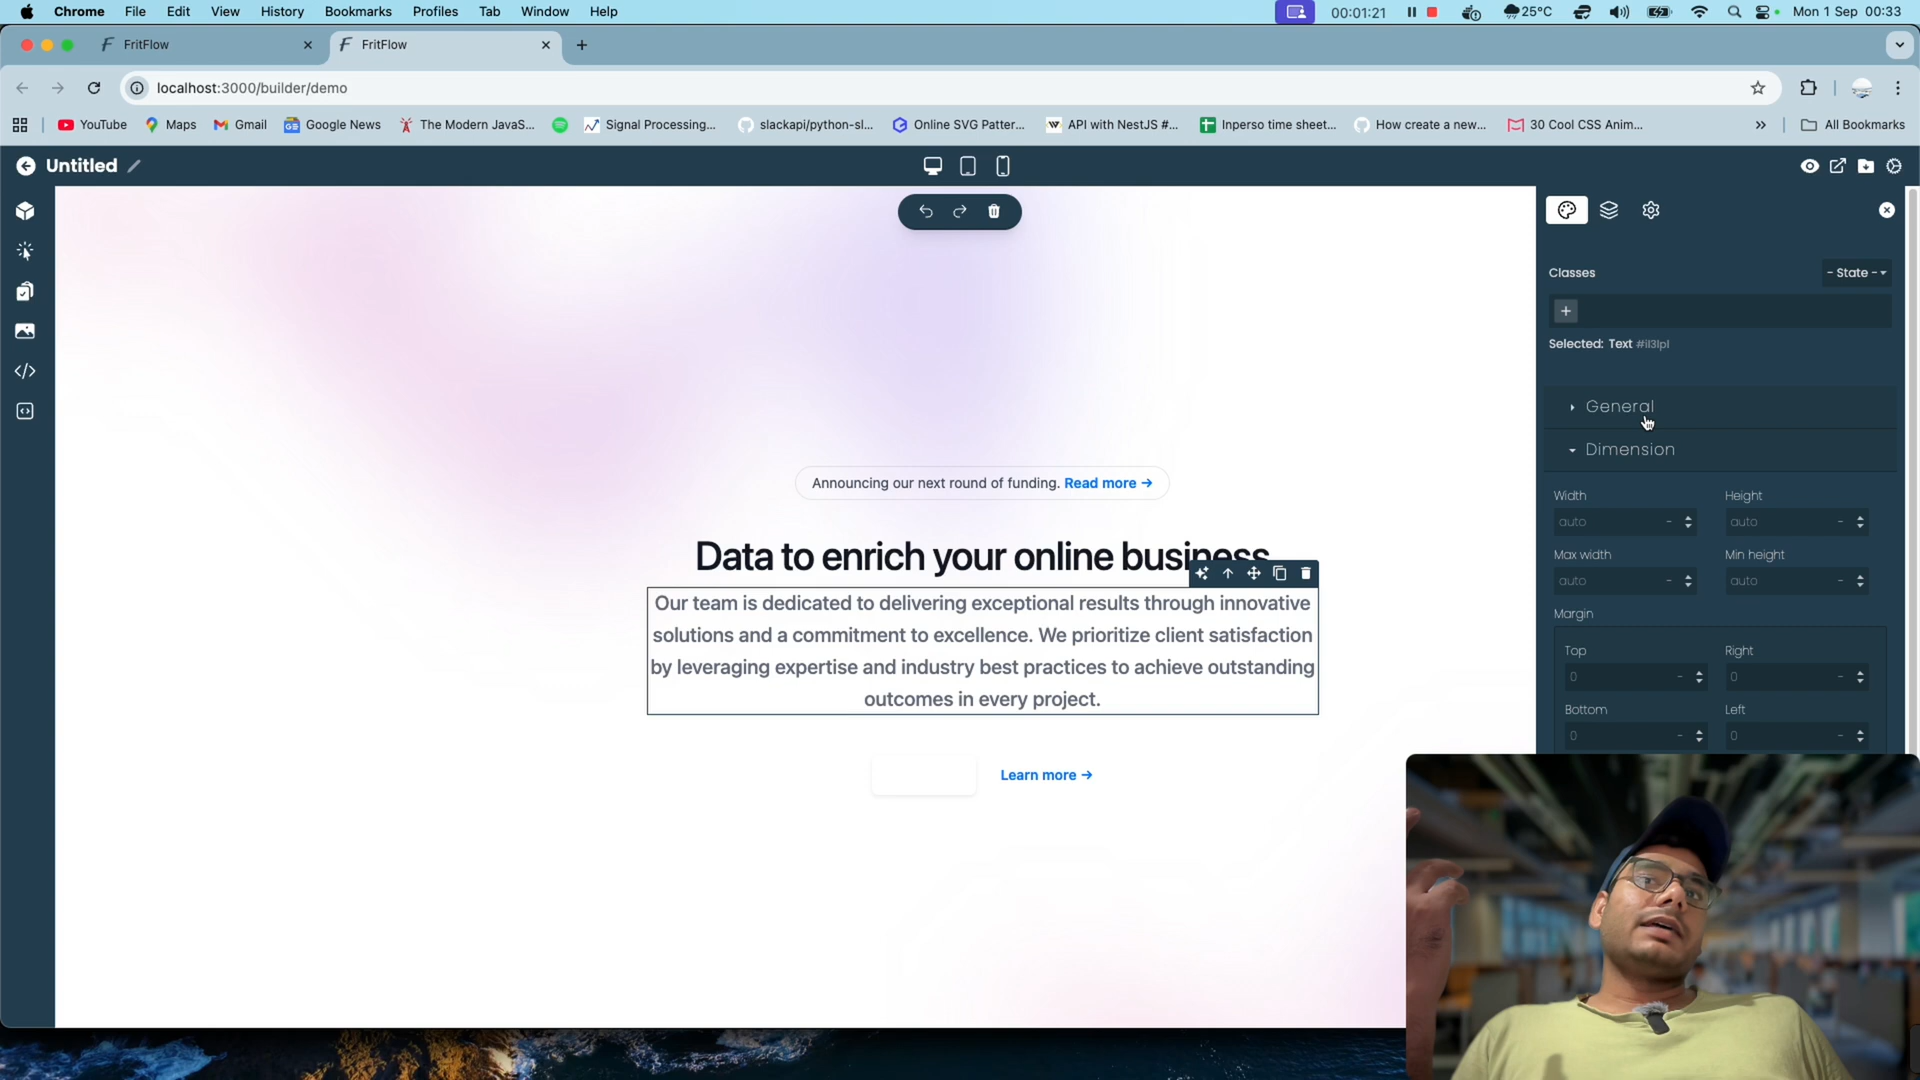 Chrome File Edit View History Bookmarks Profiles Tab Window Help 00:01:21 25°C Mon 1 Sep 00:33
FritFlow FritFlow
localhost:3000/builder/demo
YouTube Maps Gmail Google News The Modern JavaS... Signal Processing... slackapi/python-sl... Online SVG Patter... API with NestJS #... Inperso time sheet... How create a new... 30 Cool CSS Anim... » All Bookmarks
Untitled
Classes - State -
+
Selected: Text #il3lpl
General
Dimension
Width Height
auto - auto -
Max width Min height
auto - auto -
Margin
Top Right
0 - 0 -
Bottom Left
0 - 0 -
Announcing our next round of funding. Read more →
Data to enrich your online business
Our team is dedicated to delivering exceptional results through innovative
solutions and a commitment to excellence. We prioritize client satisfaction
by leveraging expertise and industry best practices to achieve outstanding
outcomes in every project.
Learn more →